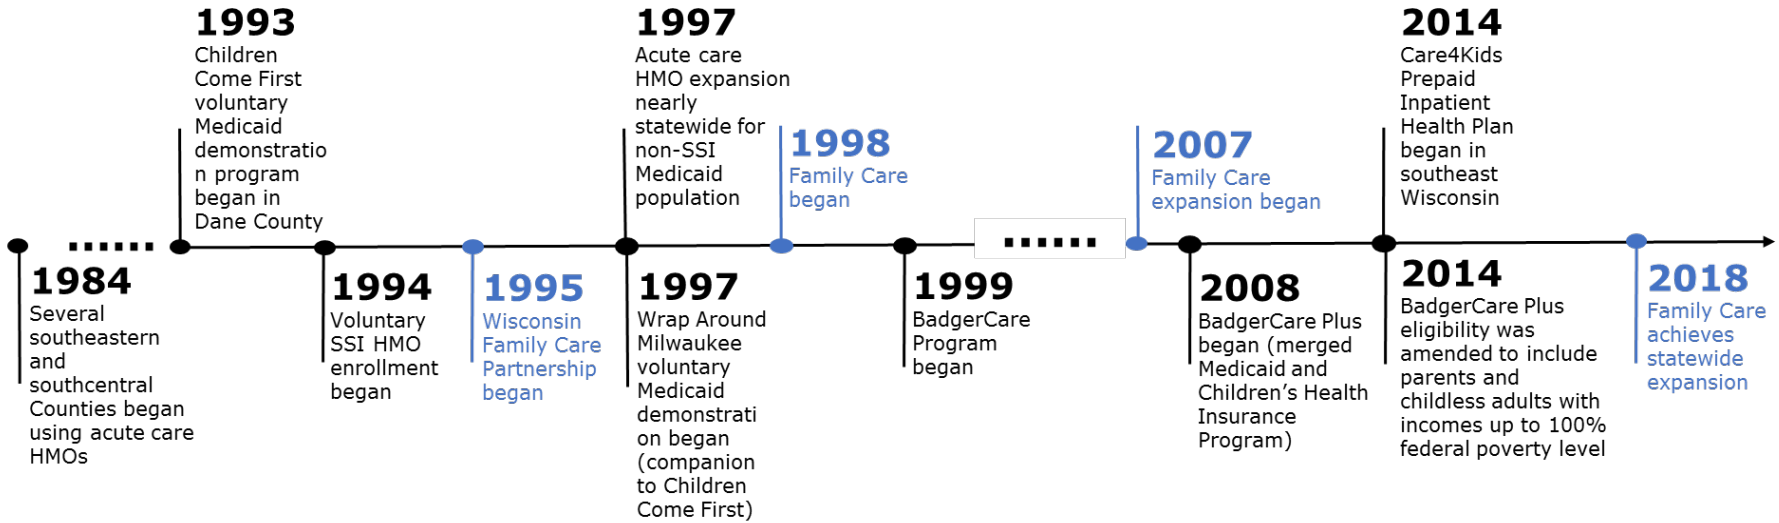 1993
Children
Come First
voluntary
Medicaid
demonstratio
n program
began in
Dane County
1997
Acute care
HMO expansion
nearly
statewide for
non-SSI
Medicaid
population
1998
Family Care
began
2007
Family Care
expansion began
2014
Care4Kids
Prepaid
Inpatient
Health Plan
began in
southeast
Wisconsin
1984
Several
southeastern
and
southcentral
Counties began
using acute care
HMOs
1994
Voluntary
SSI HMO
enrollment
began
1995
Wisconsin
Family Care
Partnership
began
1997
Wrap Around
Milwaukee
voluntary
Medicaid
demonstrati
on began
(companion
to Children
Come First)
1999
BadgerCare
Program
began
2008
BadgerCare Plus
began (merged
Medicaid and
Children’s Health
Insurance
Program)
2014
BadgerCare Plus
eligibility was
amended to include
parents and
childless adults with
incomes up to 100%
federal poverty level
2018
Family Care
achieves
statewide
expansion